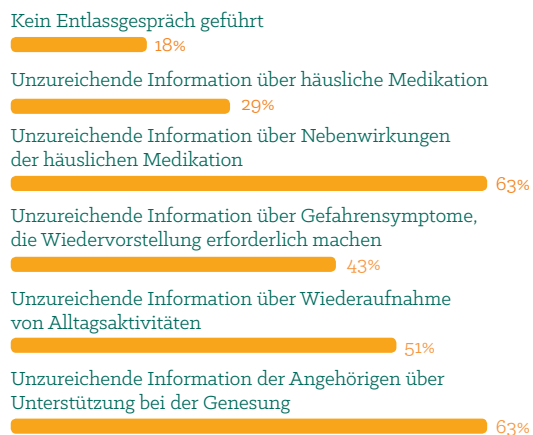 Kein Entlassgespräch geführt
18%
Unzureichende Information über häusliche Medikation
29%
Unzureichende Information über Nebenwirkungen
der häuslichen Medikation
63%
Unzureichende Information über Gefahrensymptome,
die Wiedervorstellung erforderlich machen
43%
Unzureichende Information über Wiederaufnahme
von Alltagsaktivitäten
51%
Unzureichende Information der Angehörigen über
Unterstützung bei der Genesung
63%